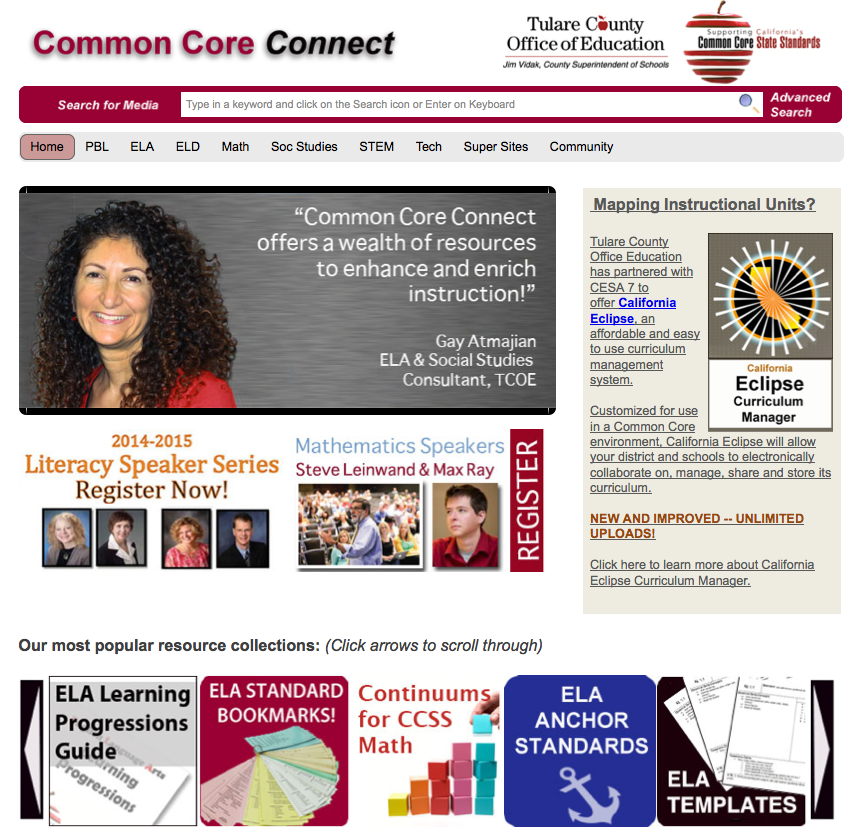 Common Core Connect
Tulare County
Office of Education
Jim Vidak, County Superintendent of Schools
Supporting California's
Common Core State Standards
Search for Media
Type in a keyword and click on the Search icon or Enter on Keyboard
Advanced
Search
Home PBL ELA ELD Math Soc Studies STEM Tech Super Sites Community
“Common Core Connect
offers a wealth of resources
to enhance and enrich
instruction!”
Gay Atmajian
ELA & Social Studies
Consultant, TCOE
Mapping Instructional Units?
Tulare County
Office Education
has partnered with
CESA 7 to
offer California
Eclipse, an
affordable and easy
to use curriculum
management
system.
California
Eclipse
Curriculum
Manager
Customized for use
in a Common Core
environment, California Eclipse will allow
your district and schools to electronically
collaborate on, manage, share and store its
curriculum.
NEW AND IMPROVED -- UNLIMITED
UPLOADS!
Click here to learn more about California
Eclipse Curriculum Manager.
2014-2015
Literacy Speaker Series
Register Now!
Mathematics Speakers
Steve Leinwand & Max Ray
REGISTER
Our most popular resource collections: (Click arrows to scroll through)
ELA Learning
Progressions
Guide
Language Arts
Learning
Progressions
ELA STANDARD
BOOKMARKS!
Continuums
for CCSS
Math
ELA
ANCHOR
STANDARDS
ELA
TEMPLATES